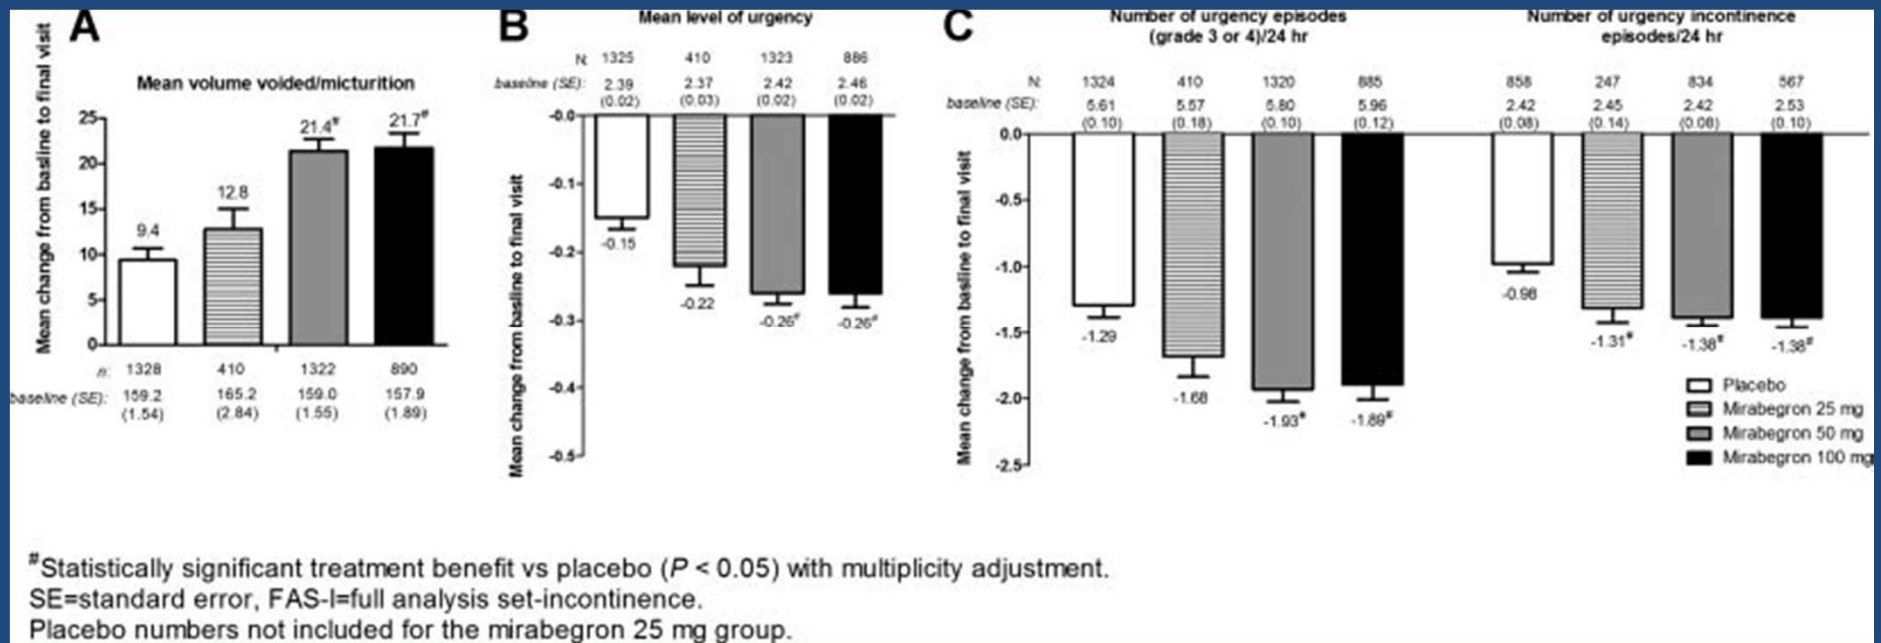 A
Mean volume voided/micturition
Mean change from basline to final visit
25
20
15
10
5
0
9.4
12.8
21.4#
21.7#
n: 1328 410 1322 890
baseline (SE): 159.2 165.2 159.0 157.9
(1.54) (2.84) (1.55) (1.89)
B
Mean level of urgency
N: 1325 410 1323 886
baseline (SE): 2.39 2.37 2.42 2.46
(0.02) (0.03) (0.02) (0.02)
Mean change from basline to final visit
-0.0
-0.1
-0.2
-0.3
-0.4
-0.5
-0.15
-0.22
-0.26#
-0.26#
C
Number of urgency episodes
(grade 3 or 4)/24 hr
Number of urgency incontinence
episodes/24 hr
N: 1324 410 1320 885 858 247 834 567
baseline (SE): 5.61 5.57 5.80 5.96 2.42 2.45 2.42 2.53
(0.10) (0.18) (0.10) (0.12) (0.08) (0.14) (0.08) (0.10)
Mean change from basline to final visit
0.0
-0.5
-1.0
-1.5
-2.0
-2.5
-1.29
-1.68
-1.93#
-1.89#
-0.98
-1.31#
-1.38#
-1.38#
Placebo
Mirabegron 25 mg
Mirabegron 50 mg
Mirabegron 100 mg
#Statistically significant treatment benefit vs placebo (P < 0.05) with multiplicity adjustment.
SE=standard error, FAS-I=full analysis set-incontinence.
Placebo numbers not included for the mirabegron 25 mg group.